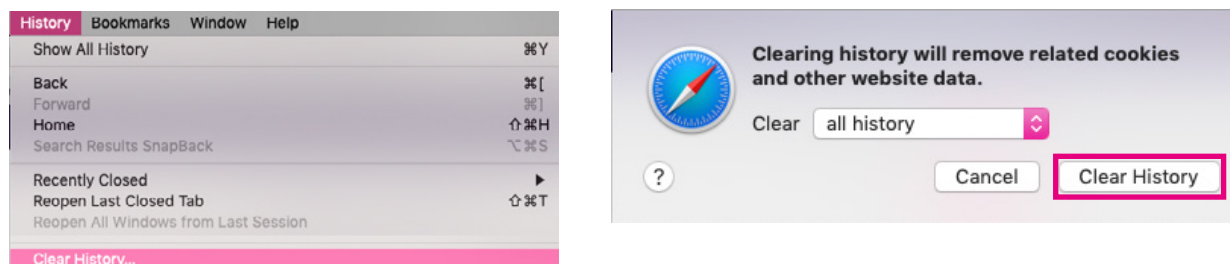 History Bookmarks Window Help
Show All History ⌘Y
Back ⌘[
Forward ⌘]
Home ⇧⌘H
Search Results SnapBack ⌥⌘S
Recently Closed ▶
Reopen Last Closed Tab ⇧⌘T
Reopen All Windows from Last Session
Clear History...
Clearing history will remove related cookies
and other website data.
Clear all history
? Cancel Clear History